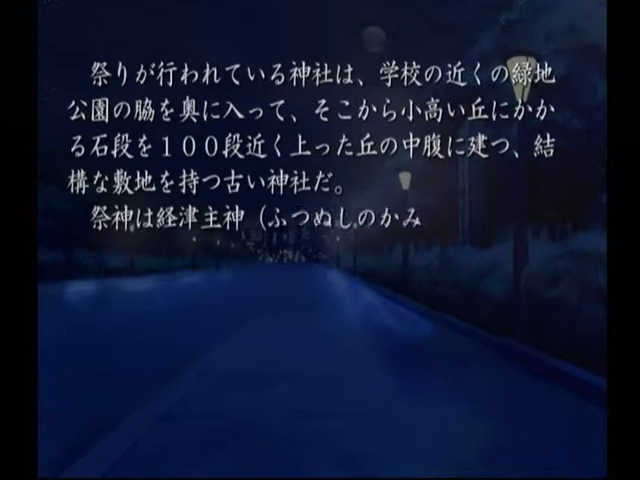 祭りが行われている神社は、学校の近くの緑地
公園の脇を奥に入って、そこから小高い丘にかか
る石段を１００段近く上った丘の中腹に建つ、結
構な敷地を持つ古い神社だ。
　祭神は経津主神（ふつぬしのかみ